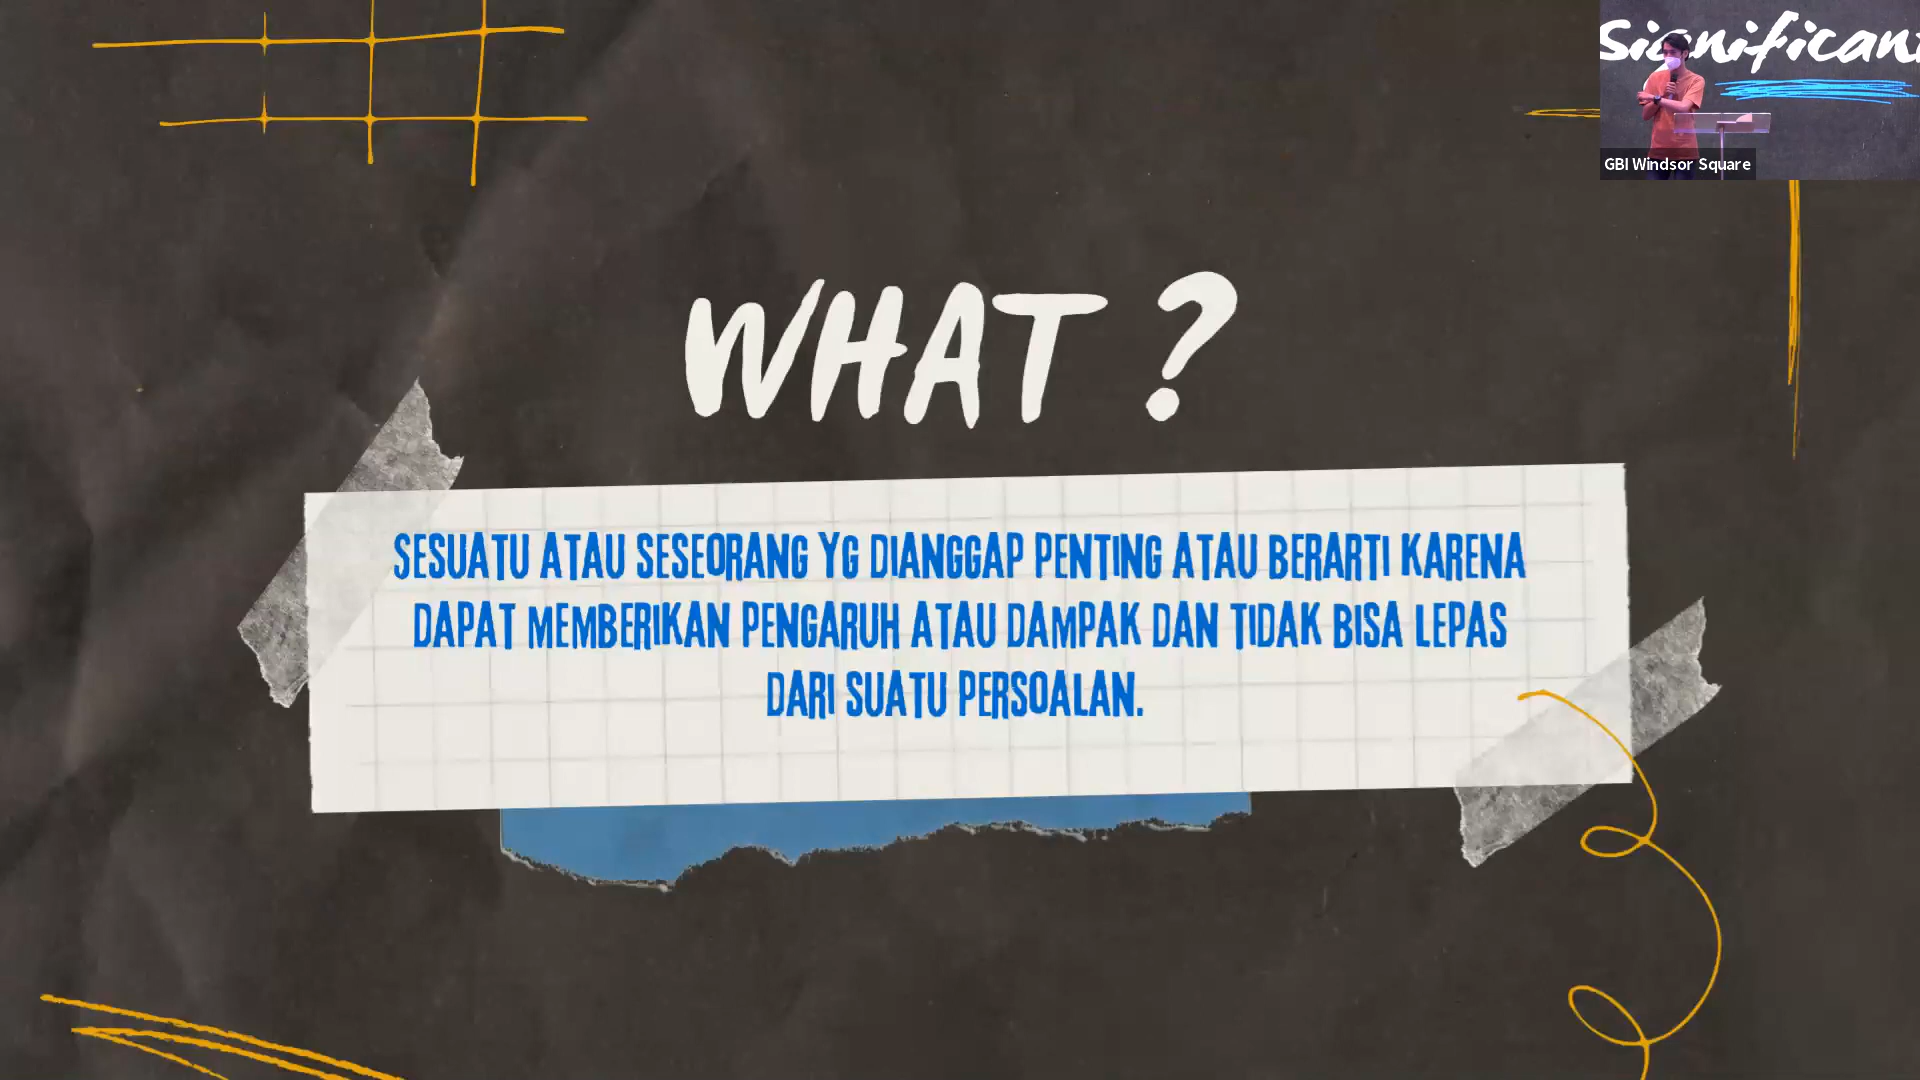 Significan
GBI Windsor Square
WHAT ?
SESUATU ATAU SESEORANG YG DIANGGAP PENTING ATAU BERARTI KARENA
DAPAT MEMBERIKAN PENGARUH ATAU DAMPAK DAN TIDAK BISA LEPAS
DARI SUATU PERSOALAN.